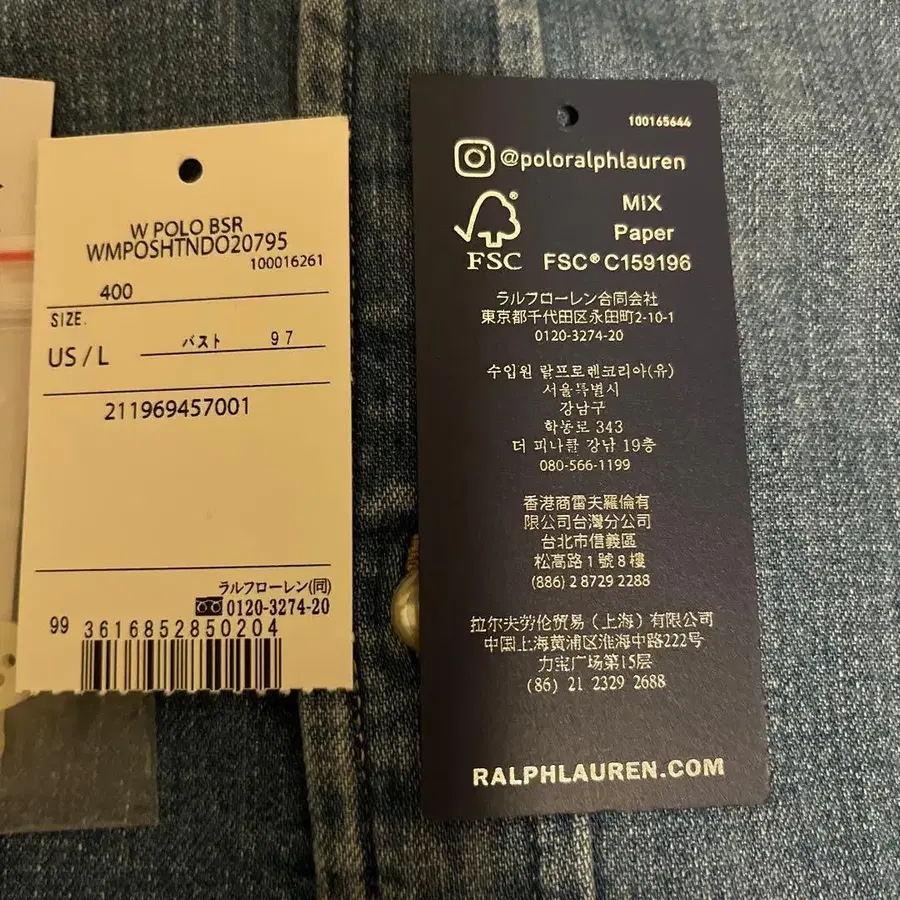 W POLO BSR
WMPOSHTNDO20795
100016261
400
SIZE.
US / L バスト 97
211969457001
ラルフローレン(同)
0120-3274-20
99 3616852850204
100165644
@poloralphlauren
MIX
Paper
FSC FSC® C159196
ラルフローレン合同会社
東京都千代田区永田町2-10-1
0120-3274-20
수입원 랄프로렌코리아(유)
서울특별시
강남구
학동로 343
더 피나클 강남 19층
080-566-1199
香港商雷夫羅倫有
限公司台灣分公司
台北市信義區
松高路1號8樓
(886) 2 8729 2288
拉尔夫劳伦贸易（上海）有限公司
中国上海黄浦区淮海中路222号
力宝广场第15层
(86) 21 2329 2688
RALPHLAUREN.COM